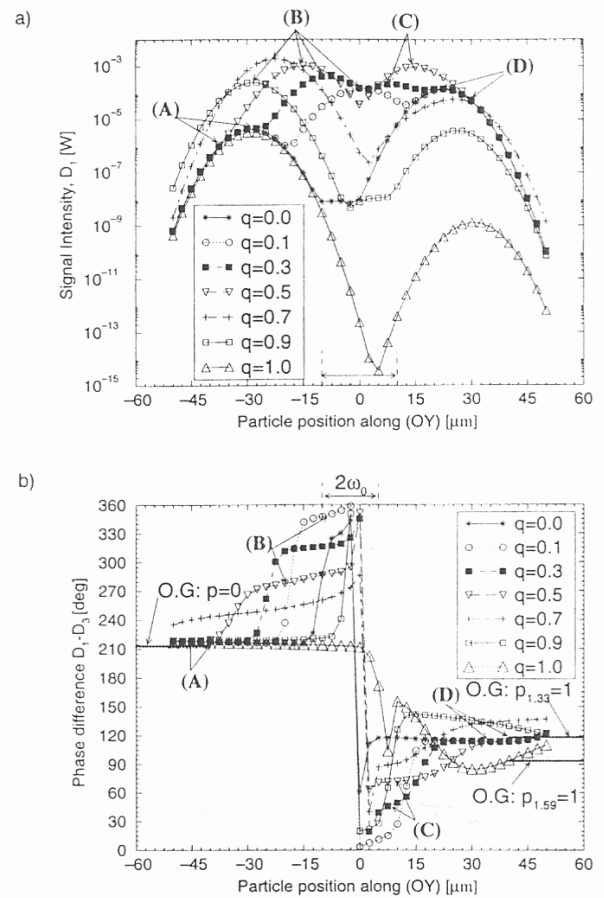 a)
(B)
(C)
(D)
(A)
Signal Intensity, D₁ [W]
10⁻³
10⁻⁵
10⁻⁷
10⁻⁹
10⁻¹¹
10⁻¹³
10⁻¹⁵
q=0.0
q=0.1
q=0.3
q=0.5
q=0.7
q=0.9
q=1.0
−60 −45 −30 −15 0 15 30 45 60
Particle position along (OY) [μm]
b)
2ω₀
Phase difference D₁-D₃ [deg]
360
330
300
270
240
210
180
150
120
90
60
30
0
(B)
O.G: p=0
(A)
q=0.0
q=0.1
q=0.3
q=0.5
q=0.7
q=0.9
q=1.0
(D)
O.G: p₁.₃₃=1
O.G: p₁.₅₉=1
(C)
−60 −45 −30 −15 0 15 30 45 60
Particle position along (OY) [μm]